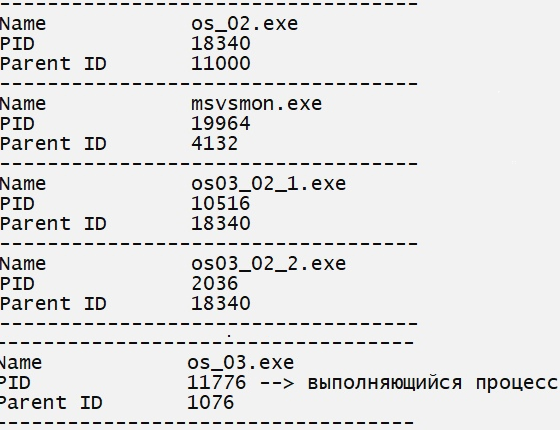 -----------------------------------
Name            os_02.exe
PID             18340
Parent ID       11000
-----------------------------------
Name            msvsmon.exe
PID             19964
Parent ID       4132
-----------------------------------
Name            os03_02_1.exe
PID             10516
Parent ID       18340
-----------------------------------
Name            os03_02_2.exe
PID             2036
Parent ID       18340
-----------------------------------
-----------------------------------
Name            os_03.exe
PID             11776 --> выполняющийся процесс
Parent ID       1076
-----------------------------------